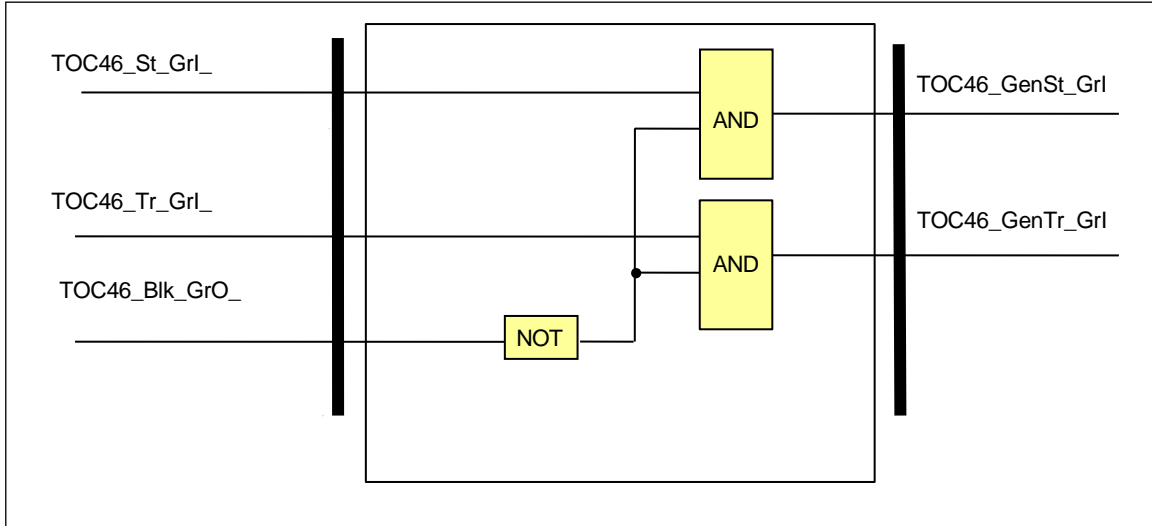 TOC46_St_GrI_
TOC46_GenSt_GrI
AND
TOC46_Tr_GrI_
TOC46_GenTr_GrI
AND
TOC46_Blk_GrO_
NOT